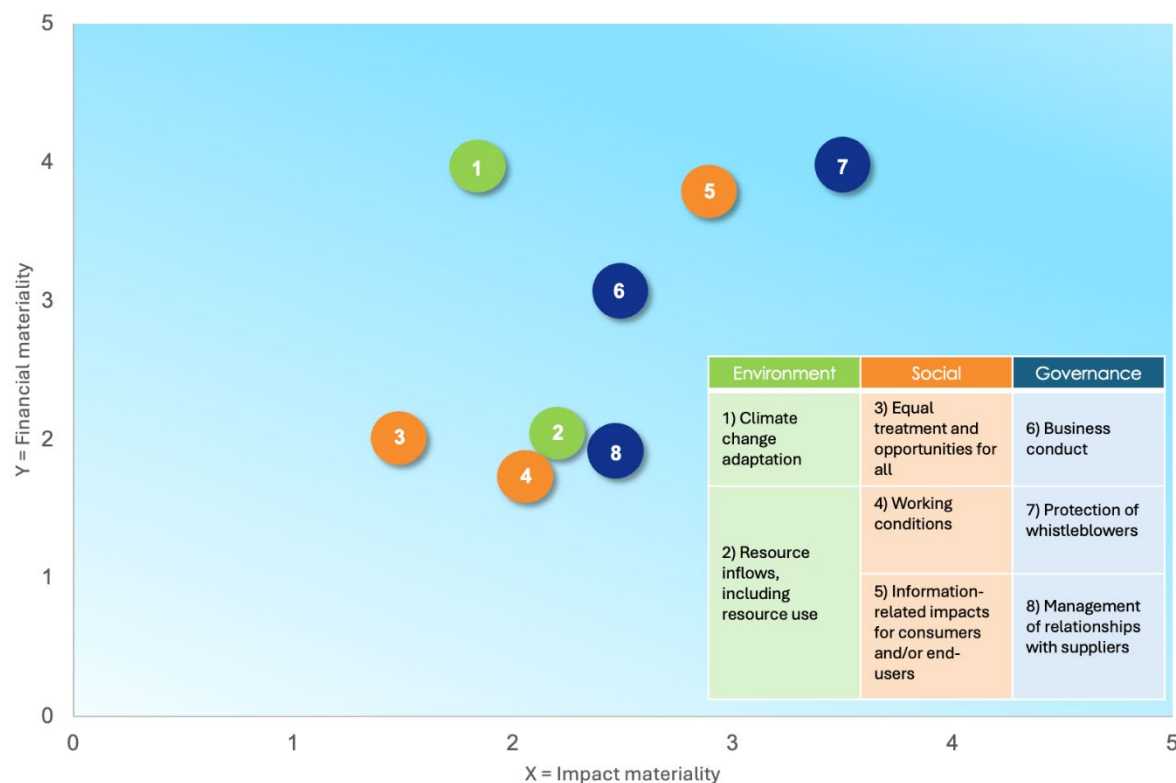 5
4
3
2
1
0
Y = Financial materiality
1
7
5
6
3
2
8
4
Environment
Social
Governance
1) Climate
change
adaptation
3) Equal
treatment and
opportunities for
all
6) Business
conduct
2) Resource
inflows,
including
resource use
4) Working
conditions
7) Protection of
whistleblowers
5) Information-
related impacts
for consumers
and/or end-
users
8) Management
of relationships
with suppliers
0
1
2
3
4
5
X = Impact materiality